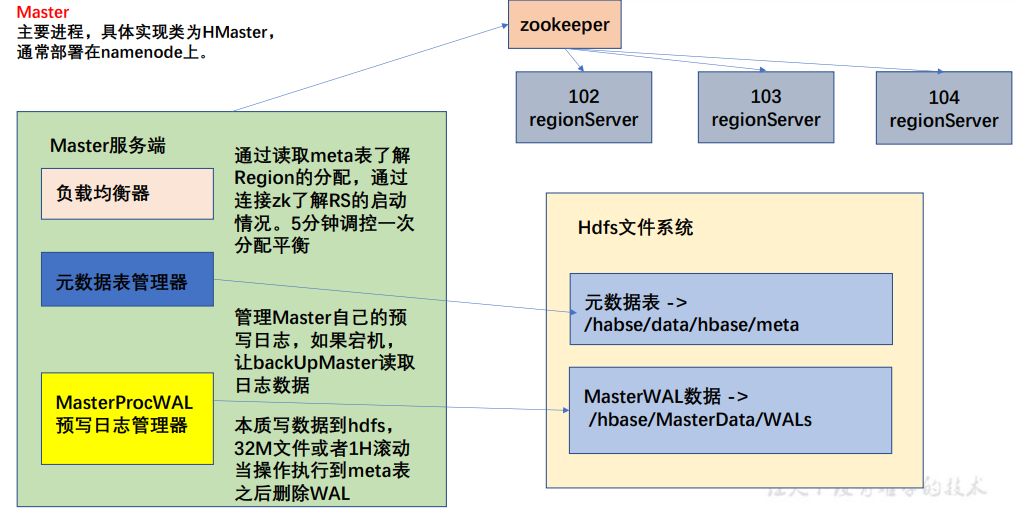 Master
主要进程，具体实现类为HMaster，
通常部署在namenode上。
zookeeper
102
regionServer
103
regionServer
104
regionServer
Master服务端
负载均衡器
通过读取meta表了解
Region的分配，通过
连接zk了解RS的启动
情况。5分钟调控一次
分配平衡
元数据表管理器
管理Master自己的预
写日志，如果宕机，
让backUpMaster读取
日志数据
MasterProcWAL
预写日志管理器
本质写数据到hdfs，
32M文件或者1H滚动
当操作执行到meta表
之后删除WAL
Hdfs文件系统
元数据表 ->
/habse/data/hbase/meta
MasterWAL数据 ->
/hbase/MasterData/WALs
的技术